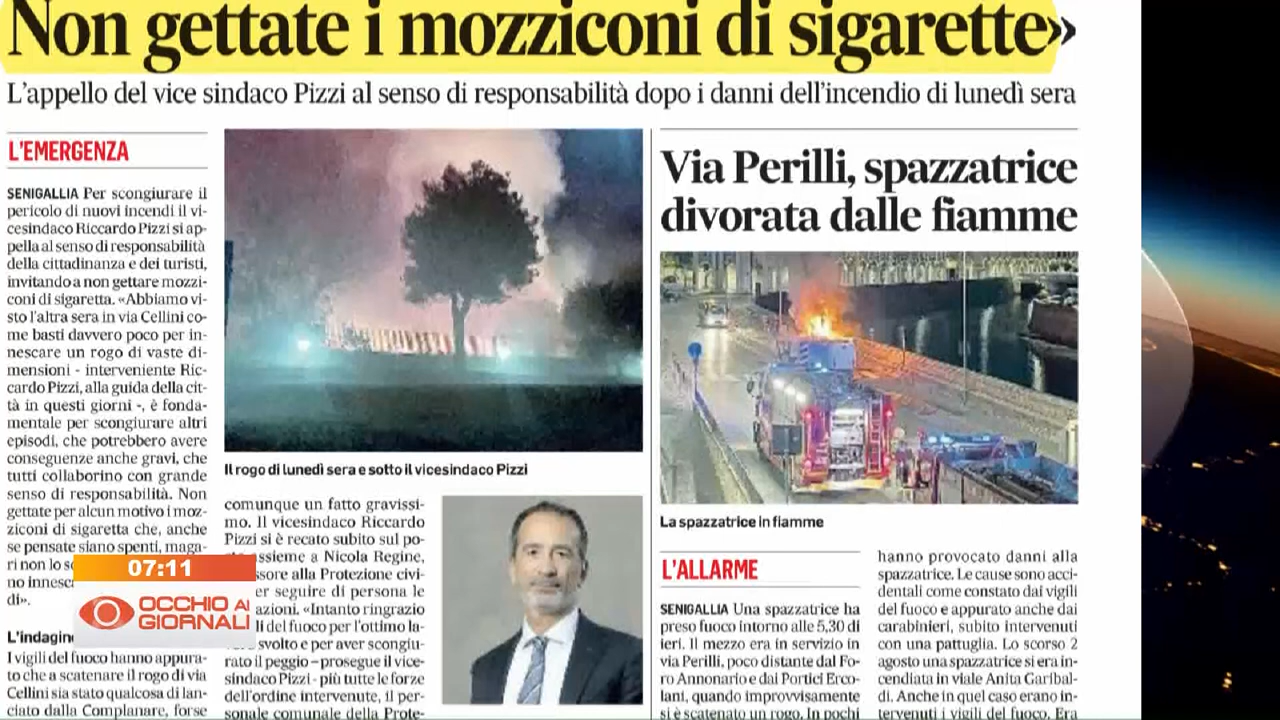 Non gettate i mozziconi di sigarette»
L'appello del vice sindaco Pizzi al senso di responsabilità dopo i danni dell'incendio di lunedì sera
L'EMERGENZA
SENIGALLIA Per scongiurare il
pericolo di nuovi incendi il vi-
cesindaco Riccardo Pizzi si ap-
pella al senso di responsabilità
della cittadinanza e dei turisti,
invitando a non gettare mozzi-
coni di sigaretta. «Abbiamo vi-
sto l'altra sera in via Cellini co-
me basti davvero poco per in-
nescare un rogo di vaste di-
mensioni - interveniente Ric-
cardo Pizzi, alla guida della cit-
tà in questi giorni -, è fonda-
mentale per scongiurare altri
episodi, che potrebbero avere
conseguenze anche gravi, che
tutti collaborino con grande
senso di responsabilità. Non
gettate per alcun motivo i moz-
ziconi di sigaretta che, anche
se pensate siano spenti, maga-
ri non lo
no innesc
di».
L'indagin
I vigili del fuoco hanno appura-
to che a scatenare il rogo di via
Cellini sia stato qualcosa di lan-
ciato dalla Complanare, forse
Il rogo di lunedì sera e sotto il vicesindaco Pizzi
comunque un fatto gravissi-
mo. Il vicesindaco Riccardo
Pizzi si è recato subito sul po-
assieme a Nicola Regine,
ssore alla Protezione civi-
er seguire di persona le
azioni. «Intanto ringrazio
li del fuoco per l'ottimo la-
svolto e per aver scongiu-
rato il peggio – prosegue il vice-
sindaco Pizzi - più tutte le forze
dell'ordine intervenute, il per-
sonale comunale della Prote-
Via Perilli, spazzatrice
divorata dalle fiamme
La spazzatrice in fiamme
L'ALLARME
SENIGALLIA Una spazzatrice ha
preso fuoco intorno alle 5,30 di
ieri. Il mezzo era in servizio in
via Perilli, poco distante dal Fo-
ro Annonario e dai Portici Erco-
lani, quando improvvisamente
si è scatenato un rogo. In pochi
hanno provocato danni alla
spazzatrice. Le cause sono acci-
dentali come constato dai vigili
del fuoco e appurato anche dai
carabinieri, subito intervenuti
con una pattuglia. Lo scorso 2
agosto una spazzatrice si era in-
cendiata in viale Anita Garibal-
di. Anche in quel caso erano in-
tervenuti i vigili del fuoco. Era
07:11
OCCHIO AI
GIORNALI